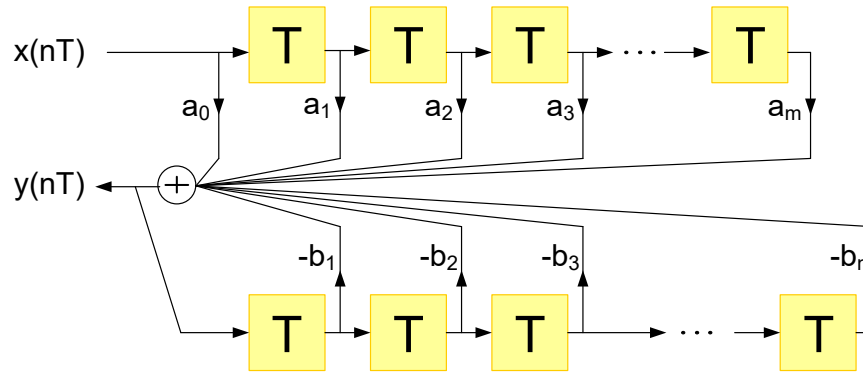 x(nT) T T T ... T
a0 a1 a2 a3 am
y(nT) +
-b1 -b2 -b3
T T T ... T